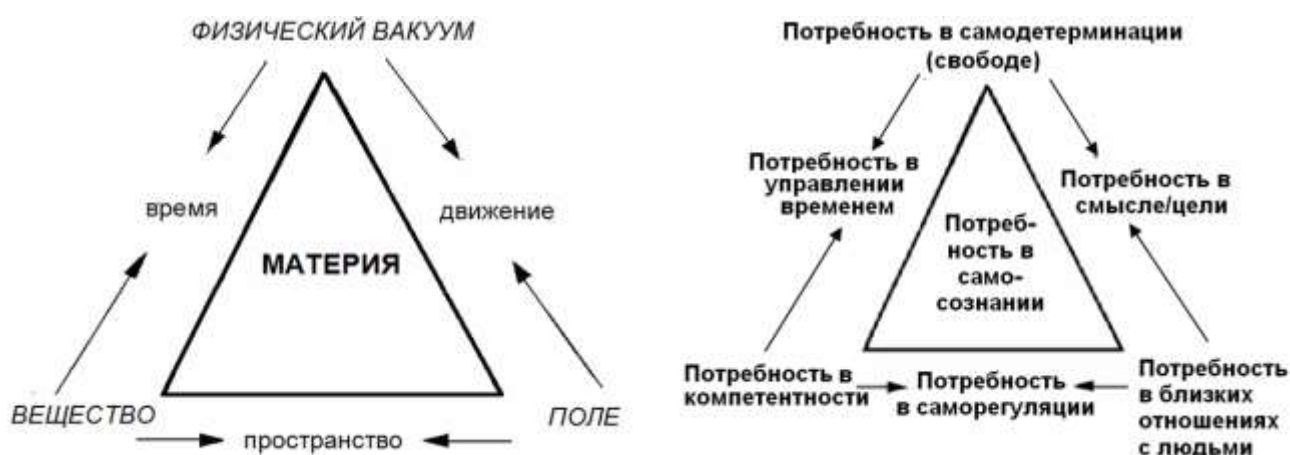 ФИЗИЧЕСКИЙ ВАКУУМ
время
движение
МАТЕРИЯ
ВЕЩЕСТВО
ПОЛЕ
пространство
Потребность в самодетерминации
(свободе)
Потребность в
управлении
временем
Потребность в
смысле/цели
Потреб-
ность в
само-
сознании
Потребность в
компетентности
Потребность
в саморегуляции
Потребность
в близких
отношениях
с людьми